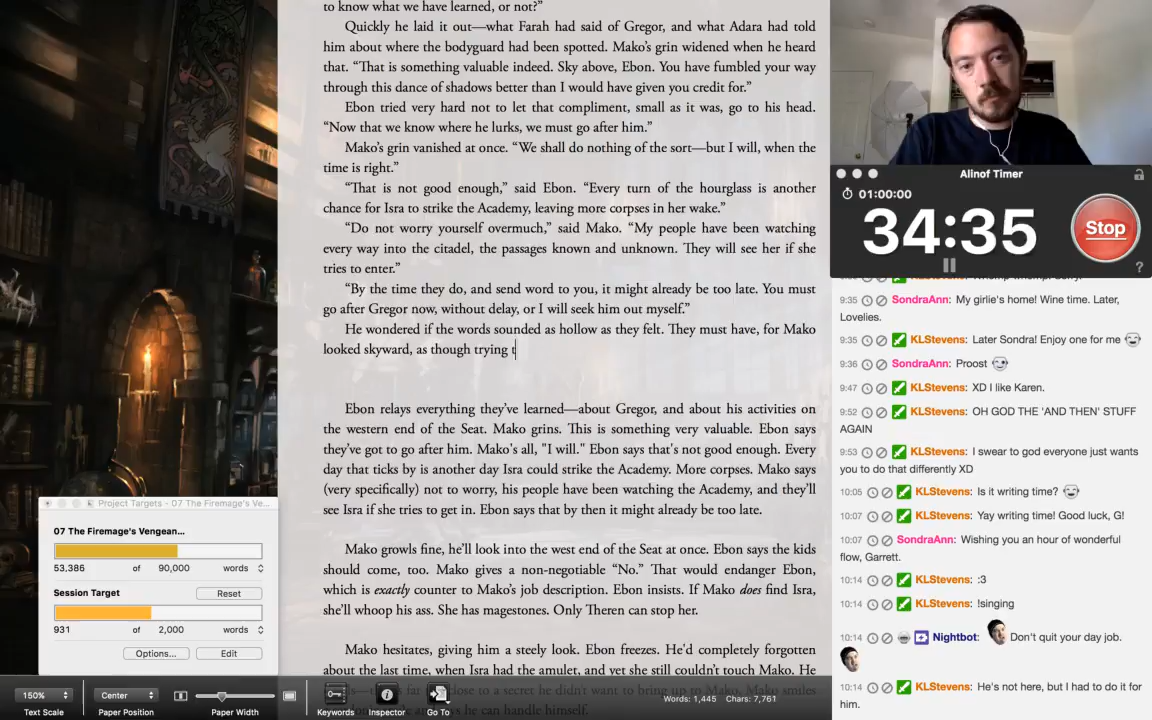 to know what we have learned, or not?”
Quickly he laid it out—what Farah had said of Gregor, and what Adara had told
him about where the bodyguard had been spotted. Mako’s grin widened when he heard
that. “That is something valuable indeed. Sky above, Ebon. You have fumbled your way
through this dance of shadows better than I would have given you credit for.”
Ebon tried very hard not to let that compliment, small as it was, go to his head.
“Now that we know where he lurks, we must go after him.”
Mako’s grin vanished at once. “We shall do nothing of the sort—but I will, when the
time is right.”
“That is not good enough,” said Ebon. “Every turn of the hourglass is another
chance for Isra to strike the Academy, leaving more corpses in her wake.”
“Do not worry yourself overmuch,” said Mako. “My people have been watching
every way into the citadel, the passages known and unknown. They will see her if she
tries to enter.”
“By the time they do, and send word to you, it might already be too late. You must
go after Gregor now, without delay, or I will seek him out myself.”
He wondered if the words sounded as hollow as they felt. They must have, for Mako
looked skyward, as though trying t
Ebon relays everything they’ve learned—about Gregor, and about his activities on
the western end of the Seat. Mako grins. This is something very valuable. Ebon says
they’ve got to go after him. Mako's all, "I will." Ebon says that's not good enough. Every
day that ticks by is another day Isra could strike the Academy. More corpses. Mako says
(very specifically) not to worry, his people have been watching the Academy, and they’ll
see Isra if she tries to get in. Ebon says that by then it might already be too late.
Mako growls fine, he’ll look into the west end of the Seat at once. Ebon says the kids
should come, too. Mako gives a non-negotiable “No.” That would endanger Ebon,
which is exactly counter to Mako’s job description. Ebon insists. If Mako does find Isra,
she’ll whoop his ass. She has magestones. Only Theren can stop her.
Mako hesitates, giving him a steely look. Ebon freezes. He'd completely forgotten
about the last time, when Isra had the amulet, and yet she still couldn’t touch Mako. He
close to a secret he didn’t want to bring up to Mako. Mako smiles
he can handle himself.
Project Targets - 07 The Firemage's Ve...
07 The Firemage's Vengean...
53,386 of 90,000 words
Session Target
Reset
931 of 2,000 words
Options...
Edit
150%
Text Scale
Center
Paper Position
Paper Width
Keywords
Inspector
Go To
Words: 1,445 Chars: 7,761
Alinof Timer
01:00:00
34:35
Stop
?
9:35 SondraAnn: My girlie's home! Wine time. Later,
Lovelies.
9:35 KLStevens: Later Sondra! Enjoy one for me
9:36 SondraAnn: Proost
9:47 KLStevens: XD I like Karen.
9:52 KLStevens: OH GOD THE 'AND THEN' STUFF
AGAIN
9:53 KLStevens: I swear to god everyone just wants
you to do that differently XD
10:05 KLStevens: Is it writing time?
10:07 KLStevens: Yay writing time! Good luck, G!
10:07 SondraAnn: Wishing you an hour of wonderful
flow, Garrett.
10:14 KLStevens: :3
10:14 KLStevens: !singing
10:14 Nightbot: Don't quit your day job.
10:14 KLStevens: He's not here, but I had to do it for
him.